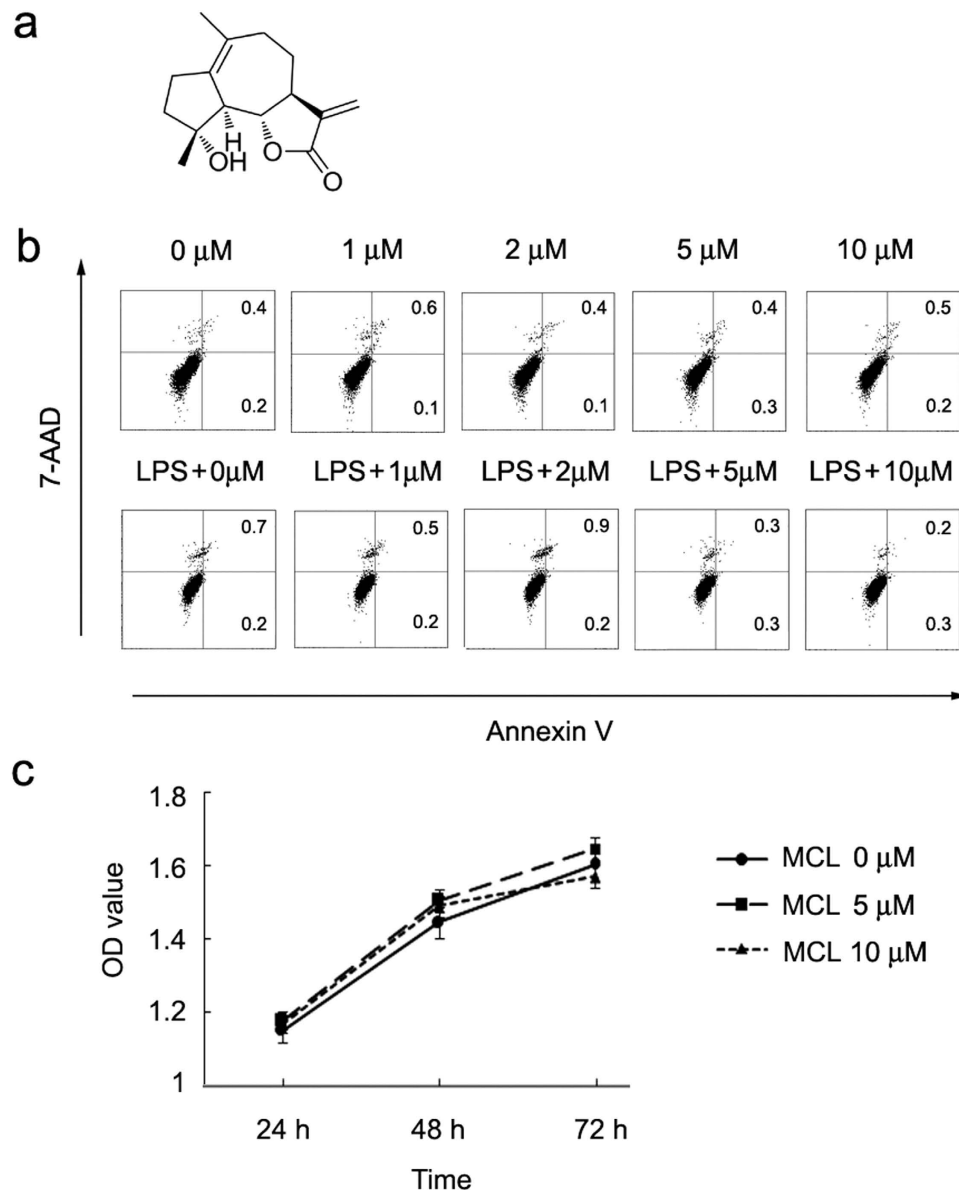 a
H
OH
O
O
b
0 μM 1 μM 2 μM 5 μM 10 μM
0.4 0.6 0.4 0.4 0.5
0.2 0.1 0.1 0.3 0.2
7-AAD
LPS+0μM LPS+1μM LPS+2μM LPS+5μM LPS+10μM
0.7 0.5 0.9 0.3 0.2
0.2 0.2 0.2 0.3 0.3
Annexin V
c
1.8
1.6
1.4
1.2
1
OD value
24 h 48 h 72 h
Time
MCL 0 μM
MCL 5 μM
MCL 10 μM